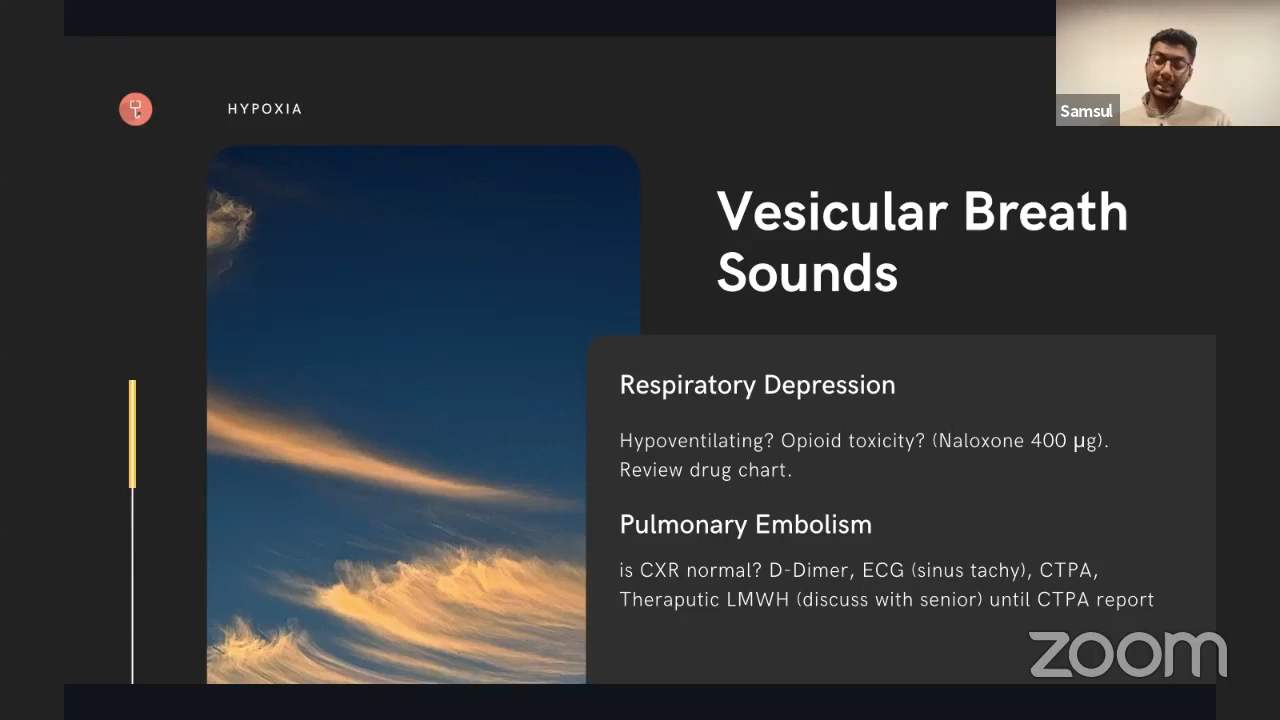 HYPOXIA
Samsul
Vesicular Breath
Sounds
Respiratory Depression
Hypoventilating? Opioid toxicity? (Naloxone 400 µg).
Review drug chart.
Pulmonary Embolism
is CXR normal? D-Dimer, ECG (sinus tachy), CTPA,
Theraputic LMWH (discuss with senior) until CTPA report
zoom